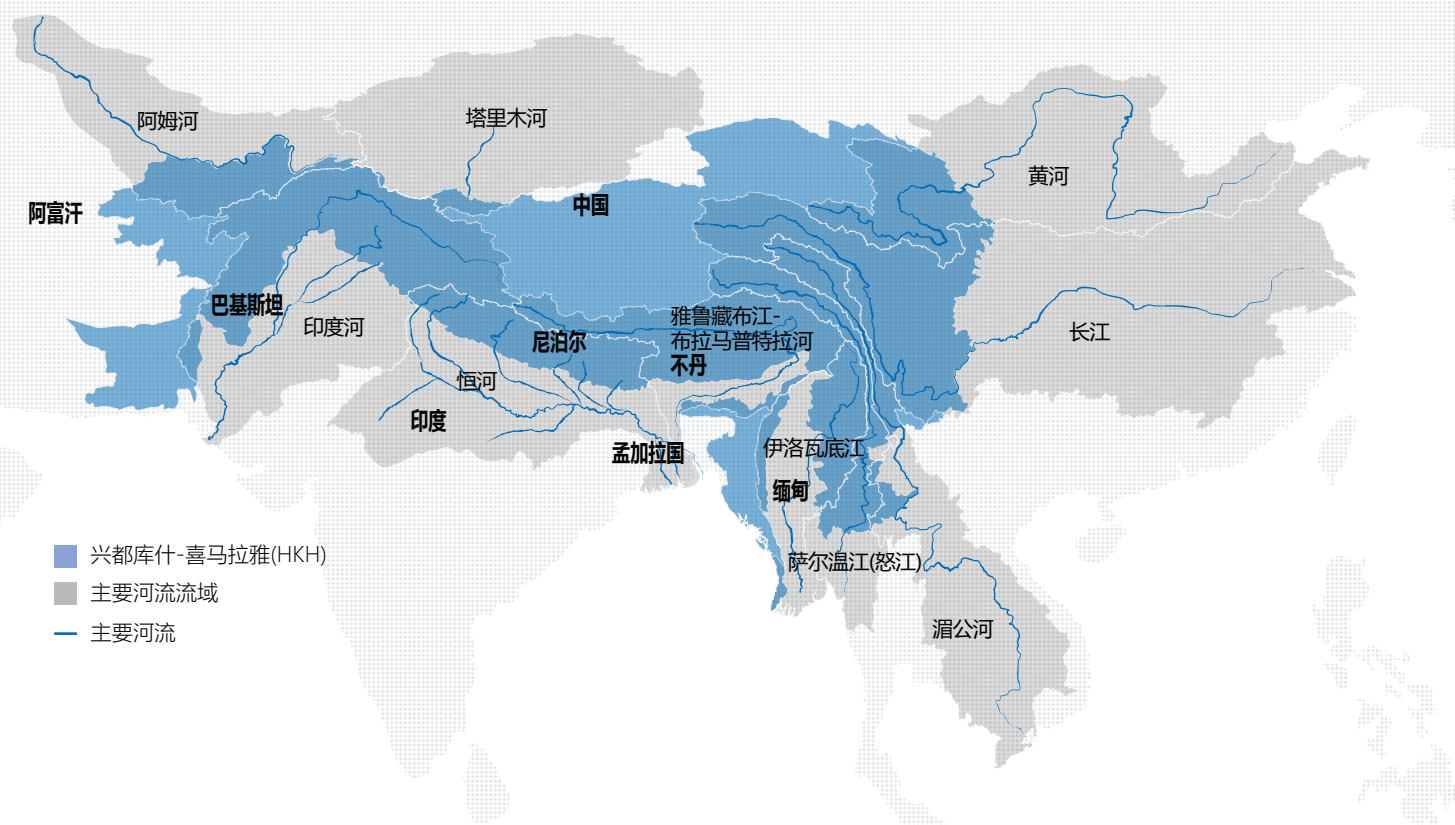 阿姆河
塔里木河
黄河
阿富汗
中国
巴基斯坦
印度河
尼泊尔
雅鲁藏布江-
布拉马普特拉河
不丹
长江
恒河
印度
孟加拉国
伊洛瓦底江
缅甸
兴都库什-喜马拉雅(HKH)
萨尔温江(怒江)
主要河流流域
主要河流
湄公河